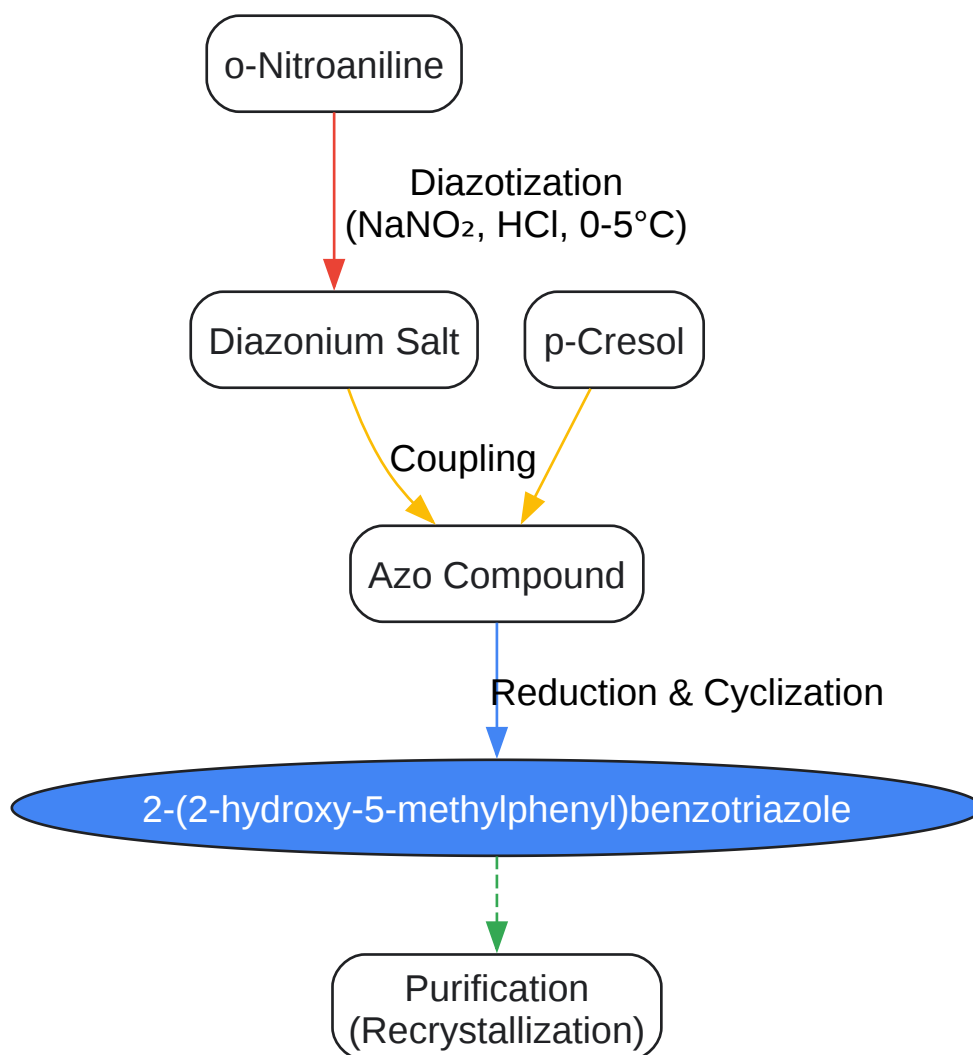 o-Nitroaniline
Diazotization
(NaNO₂, HCl, 0-5°C)
Diazonium Salt
p-Cresol
Coupling
Azo Compound
Reduction & Cyclization
2-(2-hydroxy-5-methylphenyl)benzotriazole
Purification
(Recrystallization)